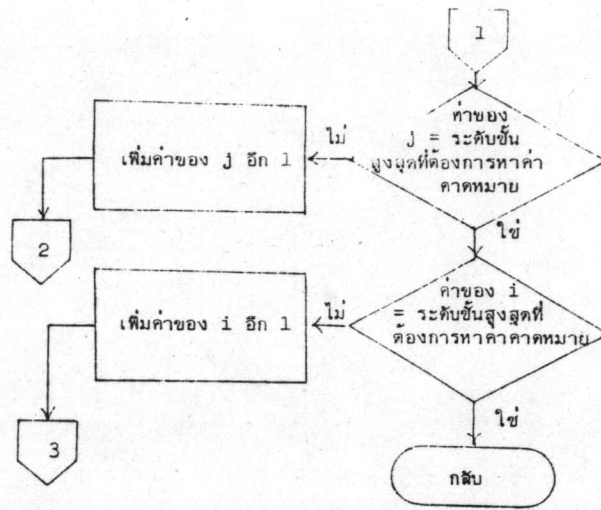 1
ค่าของ
j = ระดับชั้น
สูงสุดที่ต้องการหาค่า
คาดหมาย
ไม่
เพิ่มค่าของ j อีก 1
2
ใช่
ค่าของ i
= ระดับชั้นสูงสุดที่
ต้องการหาค่าคาดหมาย
ไม่
เพิ่มค่าของ i อีก 1
3
ใช่
กลับ